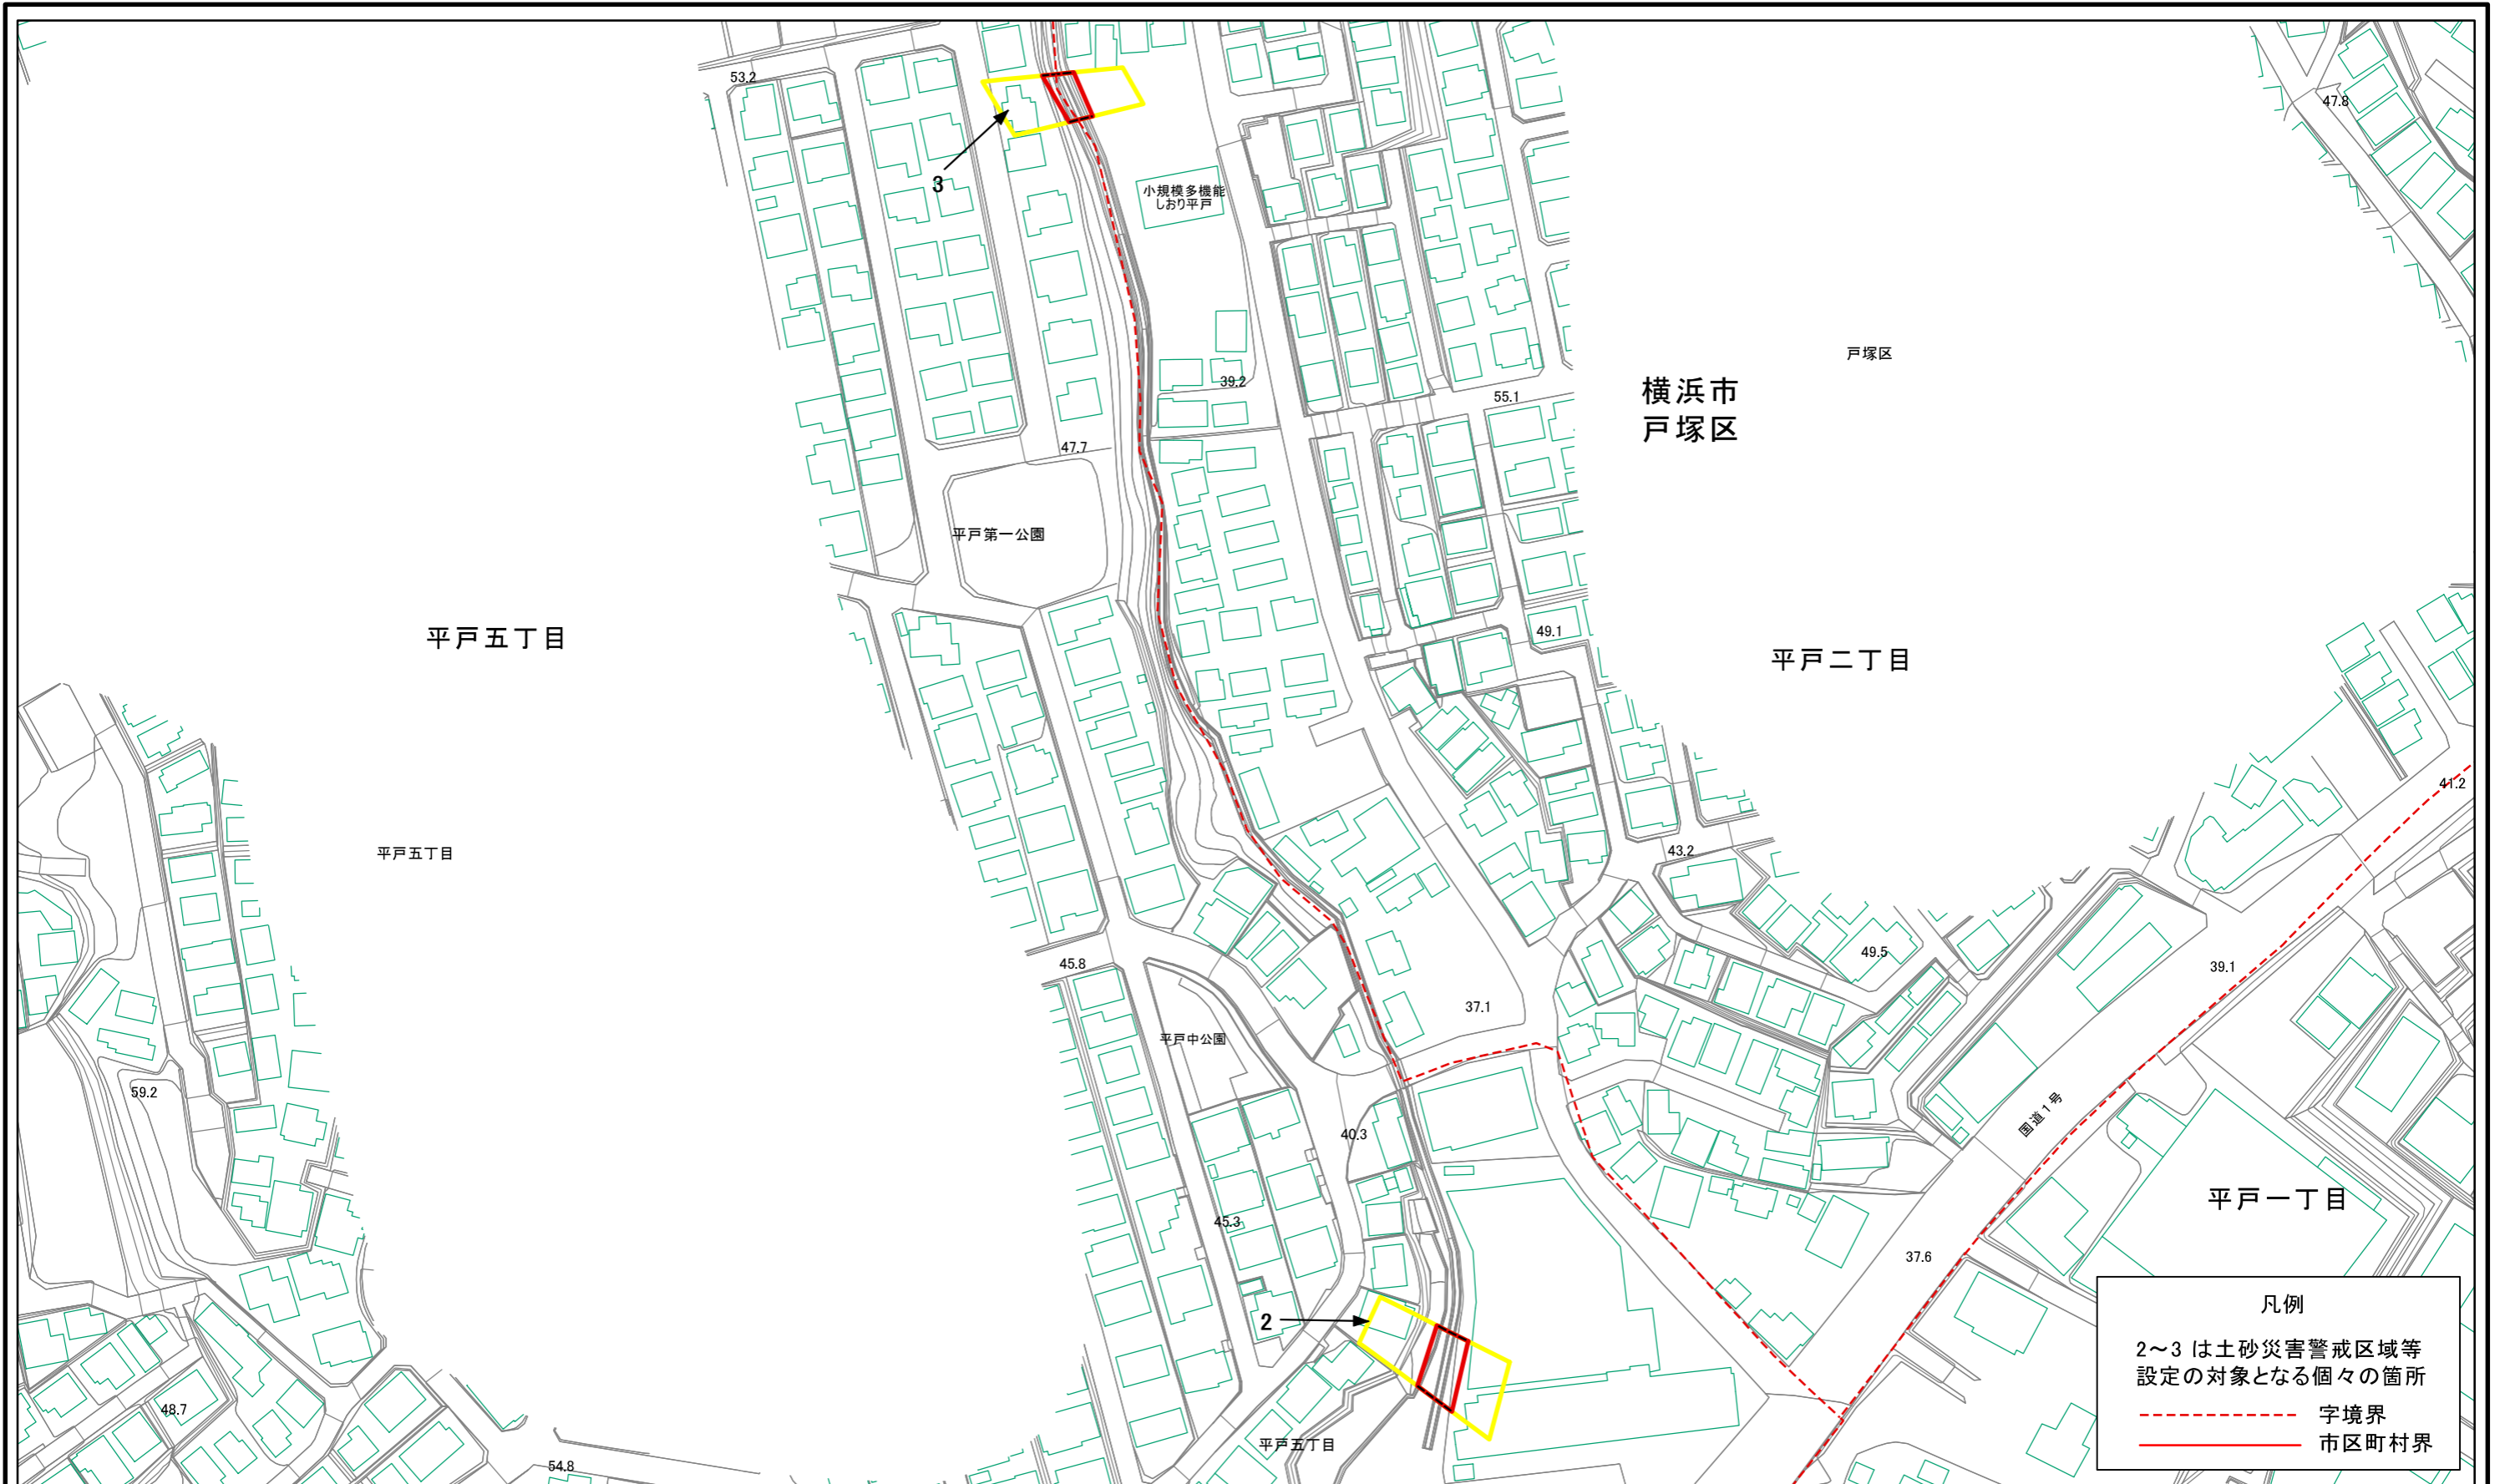 53.2
47.8
3
小規模多機能
しおり平戸
戸塚区
39.2
横浜市
戸塚区
55.1
47.7
平戸第一公園
49.1
平戸五丁目
平戸二丁目
41.2
43.2
平戸五丁目
49.5
45.8
39.1
37.1
平戸中公園
59.2
国道1号
40.3
平戸一丁目
45.3
37.6
2
48.7
平戸五丁目
54.8
凡例
2～3 は土砂災害警戒区域等
設定の対象となる個々の箇所
字境界
市区町村界